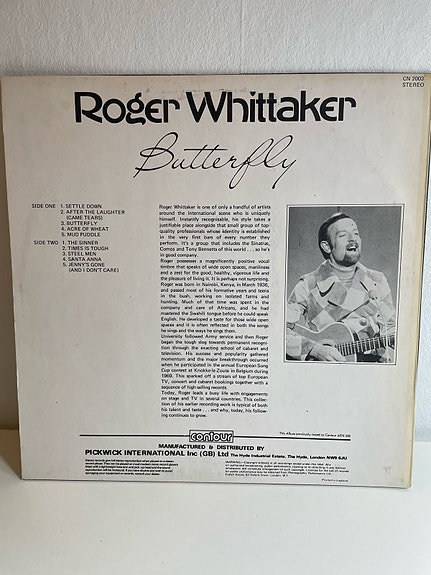 CN 2003
STEREO
Roger Whittaker
Butterfly
SIDE ONE 1. SETTLE DOWN
2. AFTER THE LAUGHTER
(CAME TEARS)
3. BUTTERFLY
4. ACRE OF WHEAT
5. MUD PUDDLE
SIDE TWO 1. THE SINNER
2. TIMES IS TOUGH
3. STEEL MEN
4. SANTA ANNA
5. JENNY'S GONE
(AND I DON'T CARE)
Roger Whittaker is one of only a handful of artists
around the international scene who is uniquely
himself. Instantly recognisable, his style takes a
justifiable place alongside that small group of top-
quality professionals whose identity is established
in the very first bars of every number they
perform. It's a group that includes the Sinatras,
Comos and Tony Bennetts of this world . . . so he's
in good company.
Roger possesses a magnificently positive vocal
timbre that speaks of wide open spaces, manliness
and a zest for the good, healthy, vigorous life and
the pleasure of living it. It is perhaps not surprising.
Roger was born in Nairobi, Kenya, in March 1936,
and passed most of his formative years and teens
in the bush, working on isolated farms and
hunting. Much of that time was spent in the
company and care of Africans, and he had
mastered the Swahili tongue before he could speak
English. He developed a taste for those wide open
spaces and it is often reflected in both the songs
he sings and the ways he sings them.
University followed Army service and then Roger
began the tough slog towards permanent recogni-
tion through the exacting school of cabaret and
television. His success and popularity gathered
momentum and the major breakthrough occurred
when he participated in the annual European Song
Cup contest at Knokke-le-Zoute in Belgium during
1969. This sparked off a stream of top European
TV, concert and cabaret bookings together with a
sequence of high-selling records.
Today, Roger leads a busy life with engagements
on stage and TV in several countries. This collec-
tion of his earlier recording work is typical of both
his talent and taste . . . and why, today, his follow-
ing continues to grow.
This Album previously issued as Contour
contour
MANUFACTURED & DISTRIBUTED BY
PICKWICK INTERNATIONAL Inc (GB) Ltd The Hyde Industrial Estate, The Hyde, London NW9 6JU
Printed in England